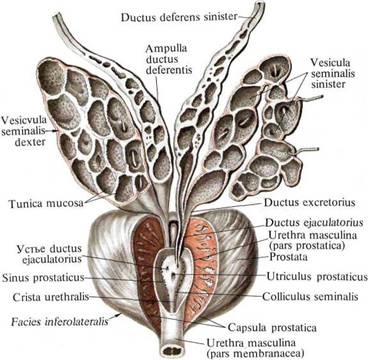 Ductus deferens sinister
Ampulla
ductus
deferentis
Vesicula
seminalis
sinister
Vesicvula
seminalis
dexter
Tunica mucosa
Ductus excretorius
Ductus ejaculatorius
Urethra masculina
(pars prostatica)
Prostata
Устье ductus
ejaculatorius
Sinus prostaticus
Utriculus prostaticus
Crista urethralis
Colliculus seminalis
Facies inferolateralis
Capsula prostatica
Urethra masculina
(pars membranacea)